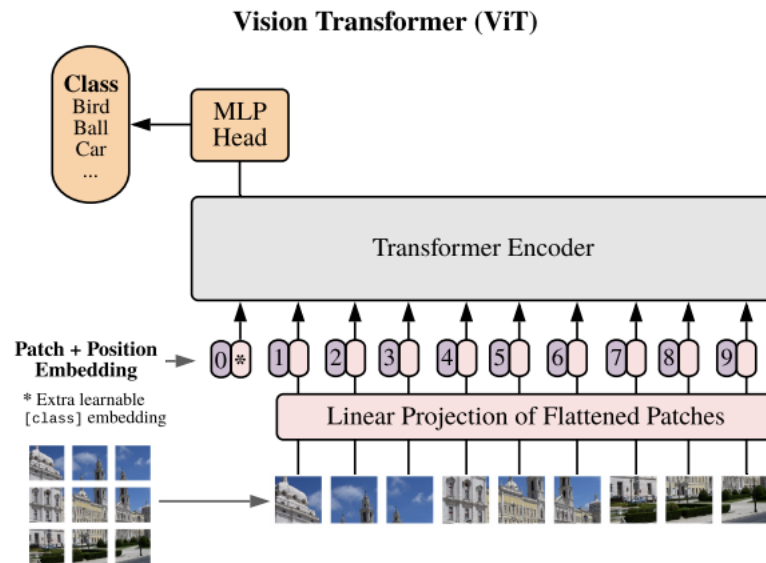 Vision Transformer (ViT)
Class
Bird
Ball
Car
...
MLP
Head
Transformer Encoder
Patch + Position
Embedding
0 * 1 2 3 4 5 6 7 8 9
* Extra learnable
[class] embedding
Linear Projection of Flattened Patches